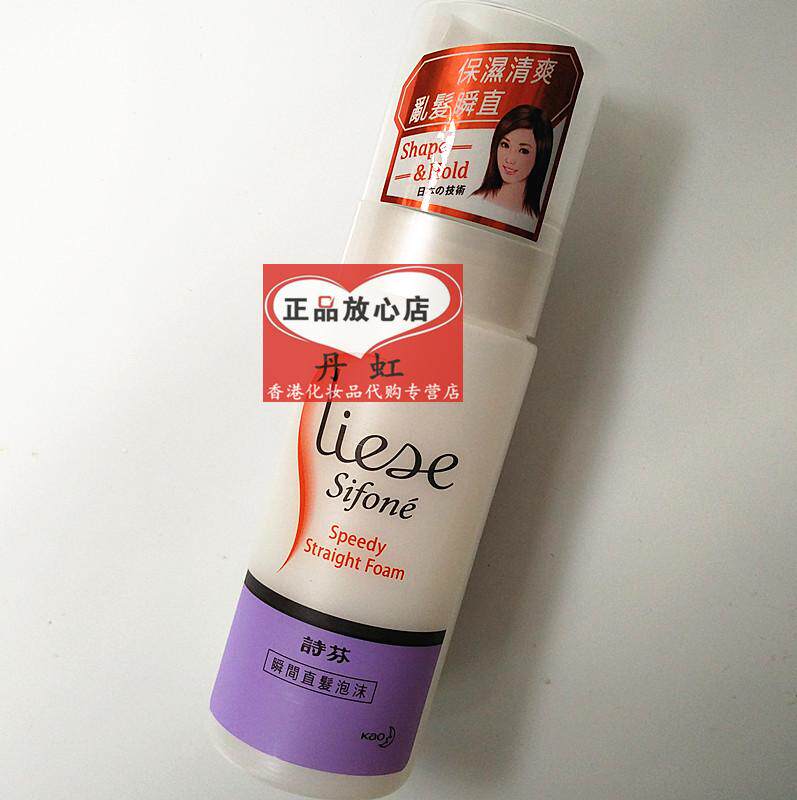 保濕清爽
亂髮瞬直
Shape
& Hold
日本の技術
正品放心店
丹虹
香港化妆品代购专营店
liese
Sifoné
Speedy
Straight Foam
詩芬
瞬間直髮泡沫
Kao